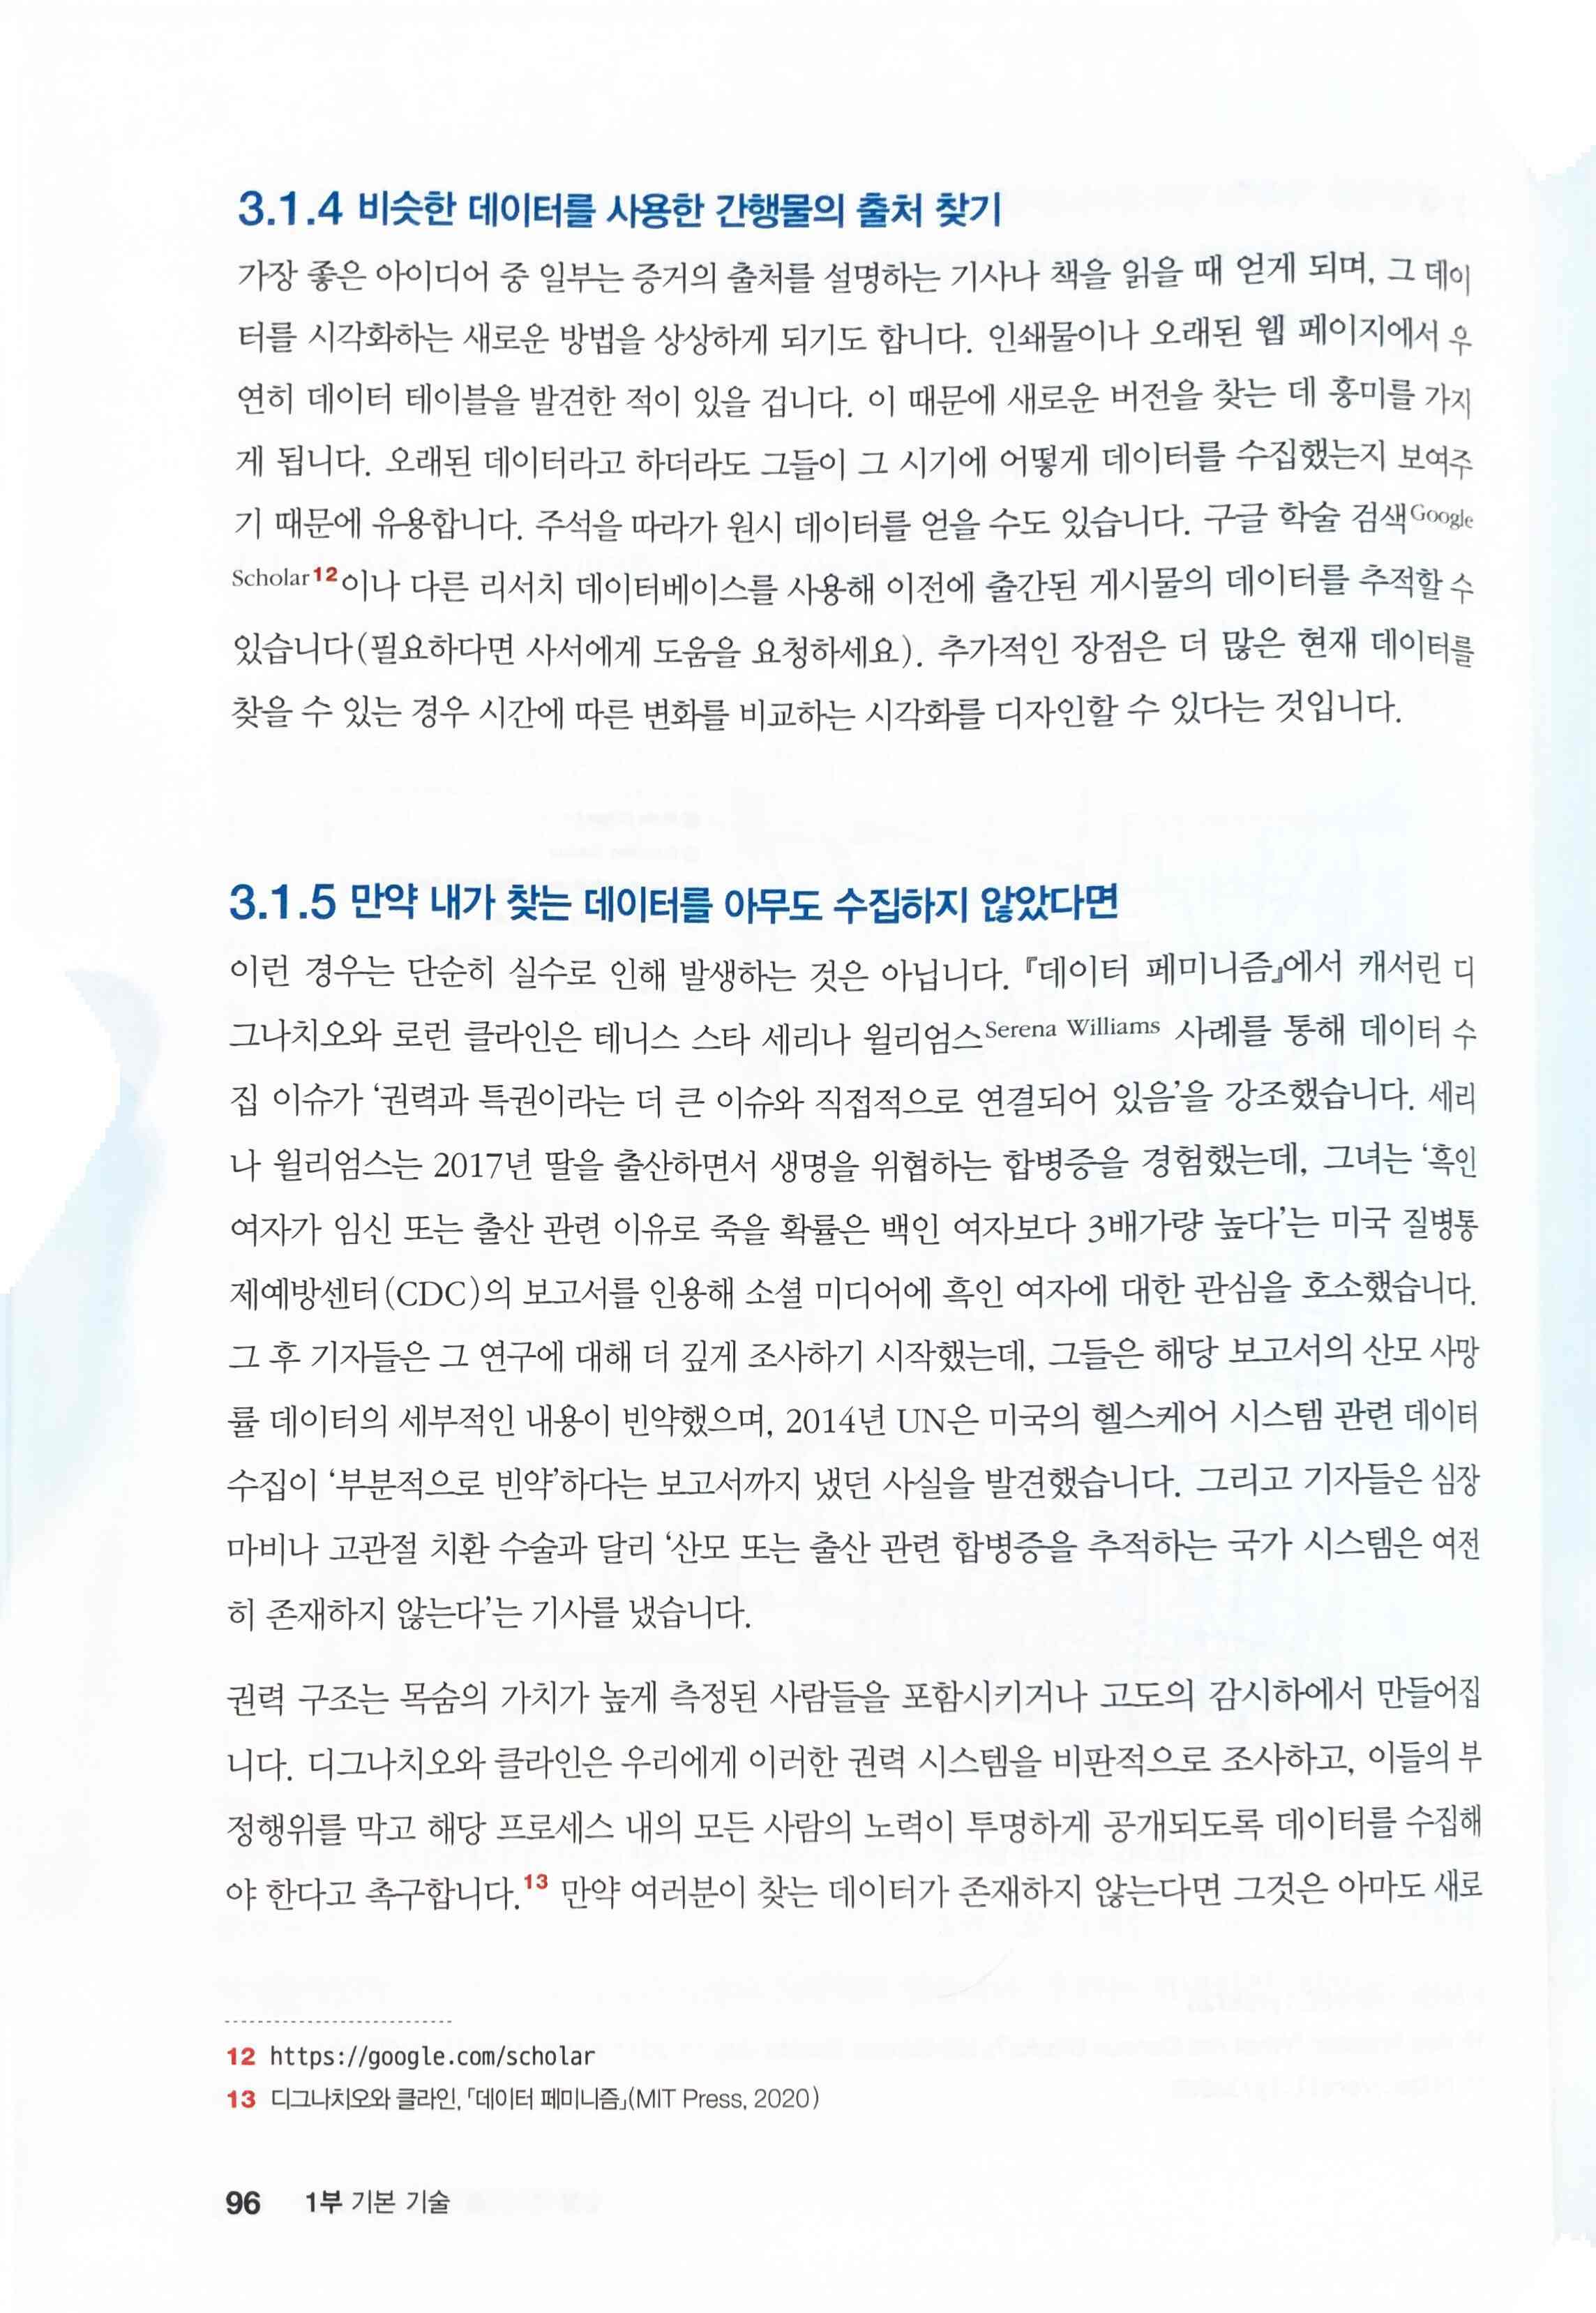 3.1.4 비슷한 데이터를 사용한 간행물의 출처 찾기
가장 좋은 아이디어 중 일부는 증거의 출처를 설명하는 기사나 책을 읽을 때 얻게 되며, 그 데이
터를 시각화하는 새로운 방법을 상상하게 되기도 합니다. 인쇄물이나 오래된 웹 페이지에서 우
연히 데이터 테이블을 발견한 적이 있을 겁니다. 이 때문에 새로운 버전을 찾는 데 흥미를 가지
게 됩니다. 오래된 데이터라고 하더라도 그들이 그 시기에 어떻게 데이터를 수집했는지 보여주
기 때문에 유용합니다. 주석을 따라가 원시 데이터를 얻을 수도 있습니다. 구글 학술 검색Google
Scholar12이나 다른 리서치 데이터베이스를 사용해 이전에 출간된 게시물의 데이터를 추적할 수
있습니다(필요하다면 사서에게 도움을 요청하세요). 추가적인 장점은 더 많은 현재 데이터를
찾을 수 있는 경우 시간에 따른 변화를 비교하는 시각화를 디자인할 수 있다는 것입니다.
3.1.5 만약 내가 찾는 데이터를 아무도 수집하지 않았다면
이런 경우는 단순히 실수로 인해 발생하는 것은 아닙니다. 『데이터 페미니즘』에서 캐서린 디
그나치오와 로런 클라인은 테니스 스타 세리나 윌리엄스Serena Williams 사례를 통해 데이터 수
집 이슈가 ‘권력과 특권이라는 더 큰 이슈와 직접적으로 연결되어 있음’을 강조했습니다. 세리
나 윌리엄스는 2017년 딸을 출산하면서 생명을 위협하는 합병증을 경험했는데, 그녀는 ‘흑인
여자가 임신 또는 출산 관련 이유로 죽을 확률은 백인 여자보다 3배가량 높다’는 미국 질병통
제예방센터(CDC)의 보고서를 인용해 소셜 미디어에 흑인 여자에 대한 관심을 호소했습니다.
그 후 기자들은 그 연구에 대해 더 깊게 조사하기 시작했는데, 그들은 해당 보고서의 산모 사망
률 데이터의 세부적인 내용이 빈약했으며, 2014년 UN은 미국의 헬스케어 시스템 관련 데이터
수집이 ‘부분적으로 빈약’하다는 보고서까지 냈던 사실을 발견했습니다. 그리고 기자들은 심장
마비나 고관절 치환 수술과 달리 ‘산모 또는 출산 관련 합병증을 추적하는 국가 시스템은 여전
히 존재하지 않는다’는 기사를 냈습니다.
권력 구조는 목숨의 가치가 높게 측정된 사람들을 포함시키거나 고도의 감시하에서 만들어집
니다. 디그나치오와 클라인은 우리에게 이러한 권력 시스템을 비판적으로 조사하고, 이들의 부
정행위를 막고 해당 프로세스 내의 모든 사람의 노력이 투명하게 공개되도록 데이터를 수집해
야 한다고 촉구합니다.13 만약 여러분이 찾는 데이터가 존재하지 않는다면 그것은 아마도 새로
12 https://google.com/scholar
13 디그나치오와 클라인, 「데이터 페미니즘」(MIT Press, 2020)
96 1부 기본 기술